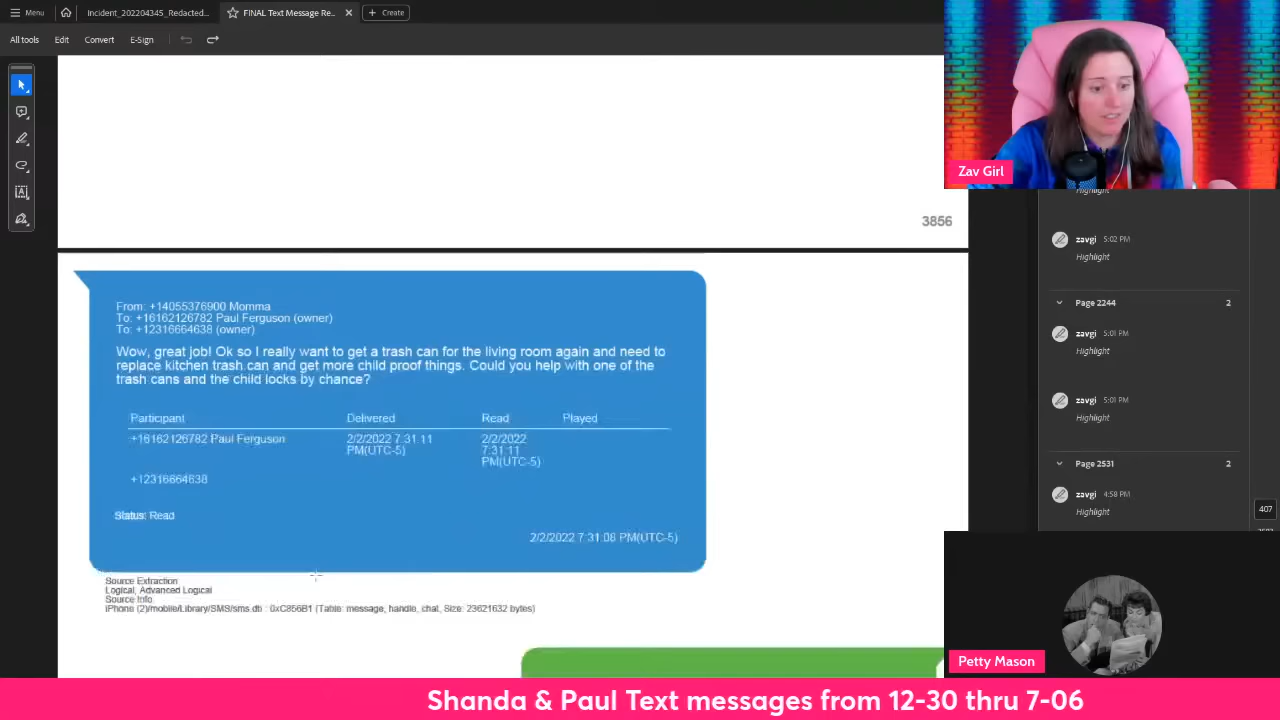 Menu
Incident_202204345_Redacted...
FINAL Text Message Re...
Create
All tools
Edit
Convert
E-Sign
3856
From: +14055376900 Momma
To: +16162126782 Paul Ferguson (owner)
To: +12316664638 (owner)
Wow, great job! Ok so I really want to get a trash can for the living room again and need to
replace kitchen trash can and get more child proof things. Could you help with one of the
trash cans and the child locks by chance?
Participant Delivered Read Played
+16162126782 Paul Ferguson 2/2/2022 7:31:11 2/2/2022
PM(UTC-5) 7:31:11
PM(UTC-5)
+12316664638
Status: Read
2/2/2022 7:31:08 PM(UTC-5)
Source Extraction
Logical, Advanced Logical
Source Info
iPhone (2)/mobile/Library/SMS/sms.db : 0xC856B1 (Table: message, handle, chat, Size: 23621632 bytes)
Zav Girl
Highlight
zavgi 5:02 PM
Highlight
Page 2244 2
zavgi 5:01 PM
Highlight
zavgi 5:01 PM
Highlight
Page 2531 2
zavgi 4:58 PM
Highlight
407
Petty Mason
Shanda & Paul Text messages from 12-30 thru 7-06